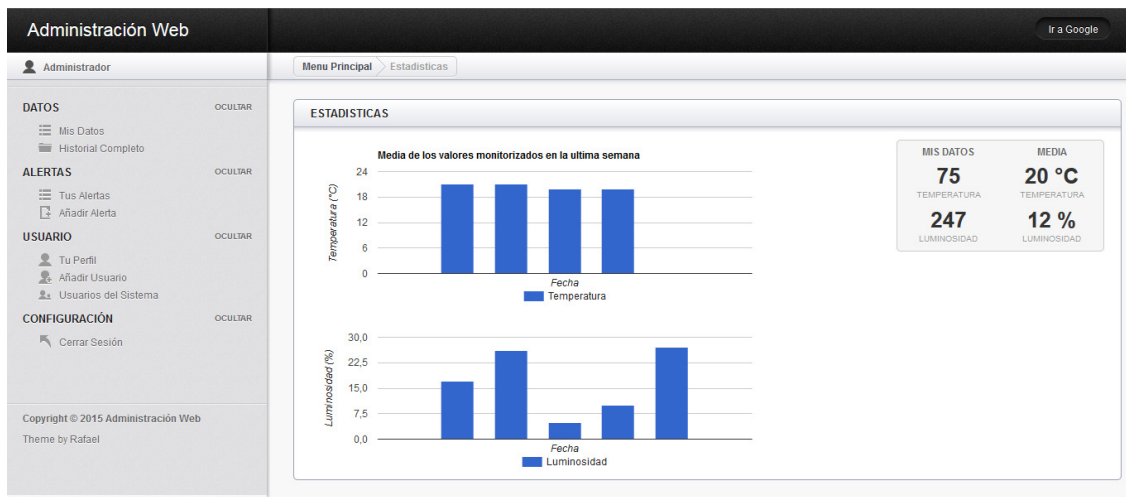 Administración Web
Ir a Google
Administrador
Menu Principal
Estadisticas
DATOS
OCULTAR
Mis Datos
Historial Completo
ALERTAS
OCULTAR
Tus Alertas
Añadir Alerta
USUARIO
OCULTAR
Tu Perfil
Añadir Usuario
Usuarios del Sistema
CONFIGURACIÓN
OCULTAR
Cerrar Sesión
Copyright © 2015 Administración Web
Theme by Rafael
ESTADISTICAS
Media de los valores monitorizados en la ultima semana
Temperatura (°C)
24
18
12
6
0
Fecha
Temperatura
Luminosidad (%)
30,0
22,5
15,0
7,5
0,0
Fecha
Luminosidad
MIS DATOS
MEDIA
75
20 °C
TEMPERATURA
TEMPERATURA
247
12 %
LUMINOSIDAD
LUMINOSIDAD